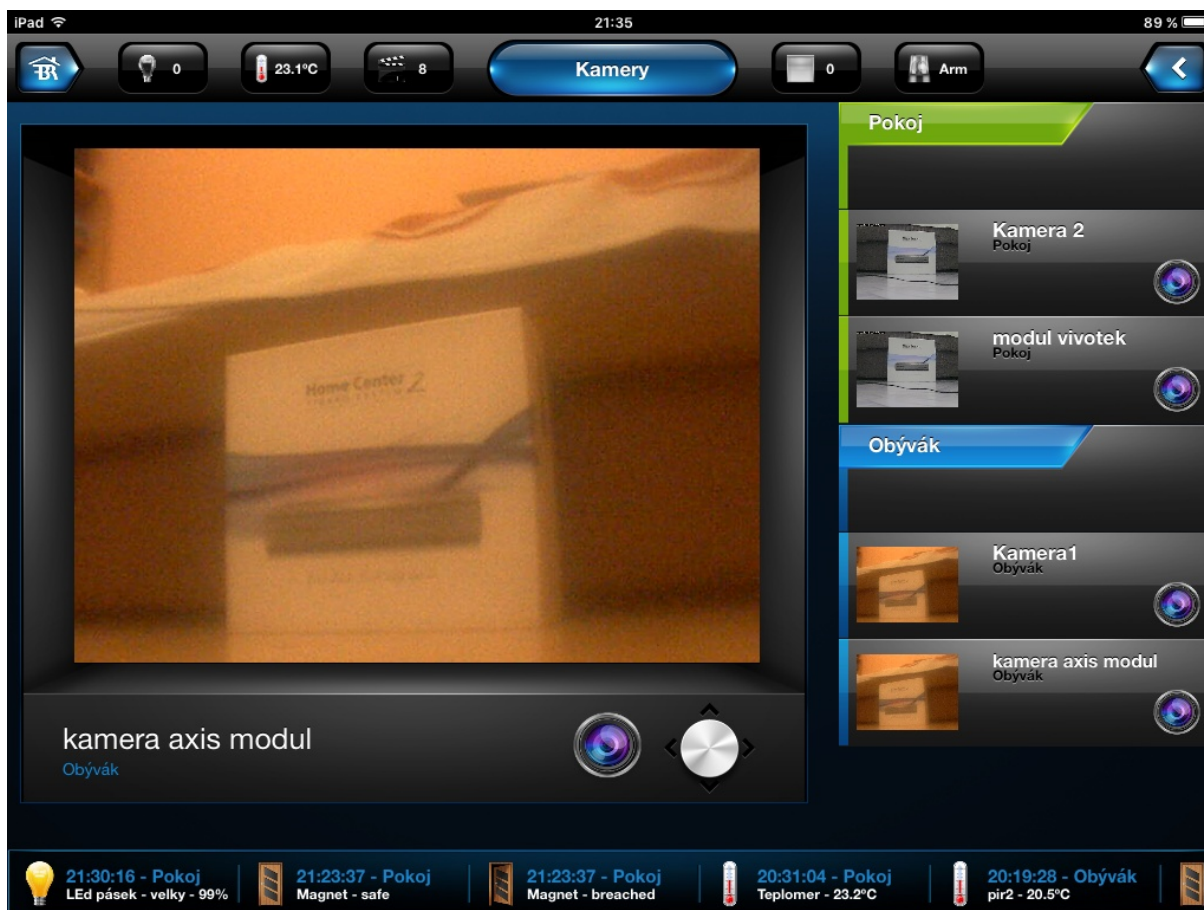 iPad
21:35
89 %
0
23.1ºC
8
Kamery
0
Arm
Home Center 2
kamera axis modul
Obývák
Pokoj
Kamera 2
Pokoj
modul vivotek
Pokoj
Obývák
Kamera1
Obývák
kamera axis modul
Obývák
21:30:16 - Pokoj
LEd pásek - velky - 99%
21:23:37 - Pokoj
Magnet - safe
21:23:37 - Pokoj
Magnet - breached
20:31:04 - Pokoj
Teplomer - 23.2ºC
20:19:28 - Obývák
pir2 - 20.5ºC